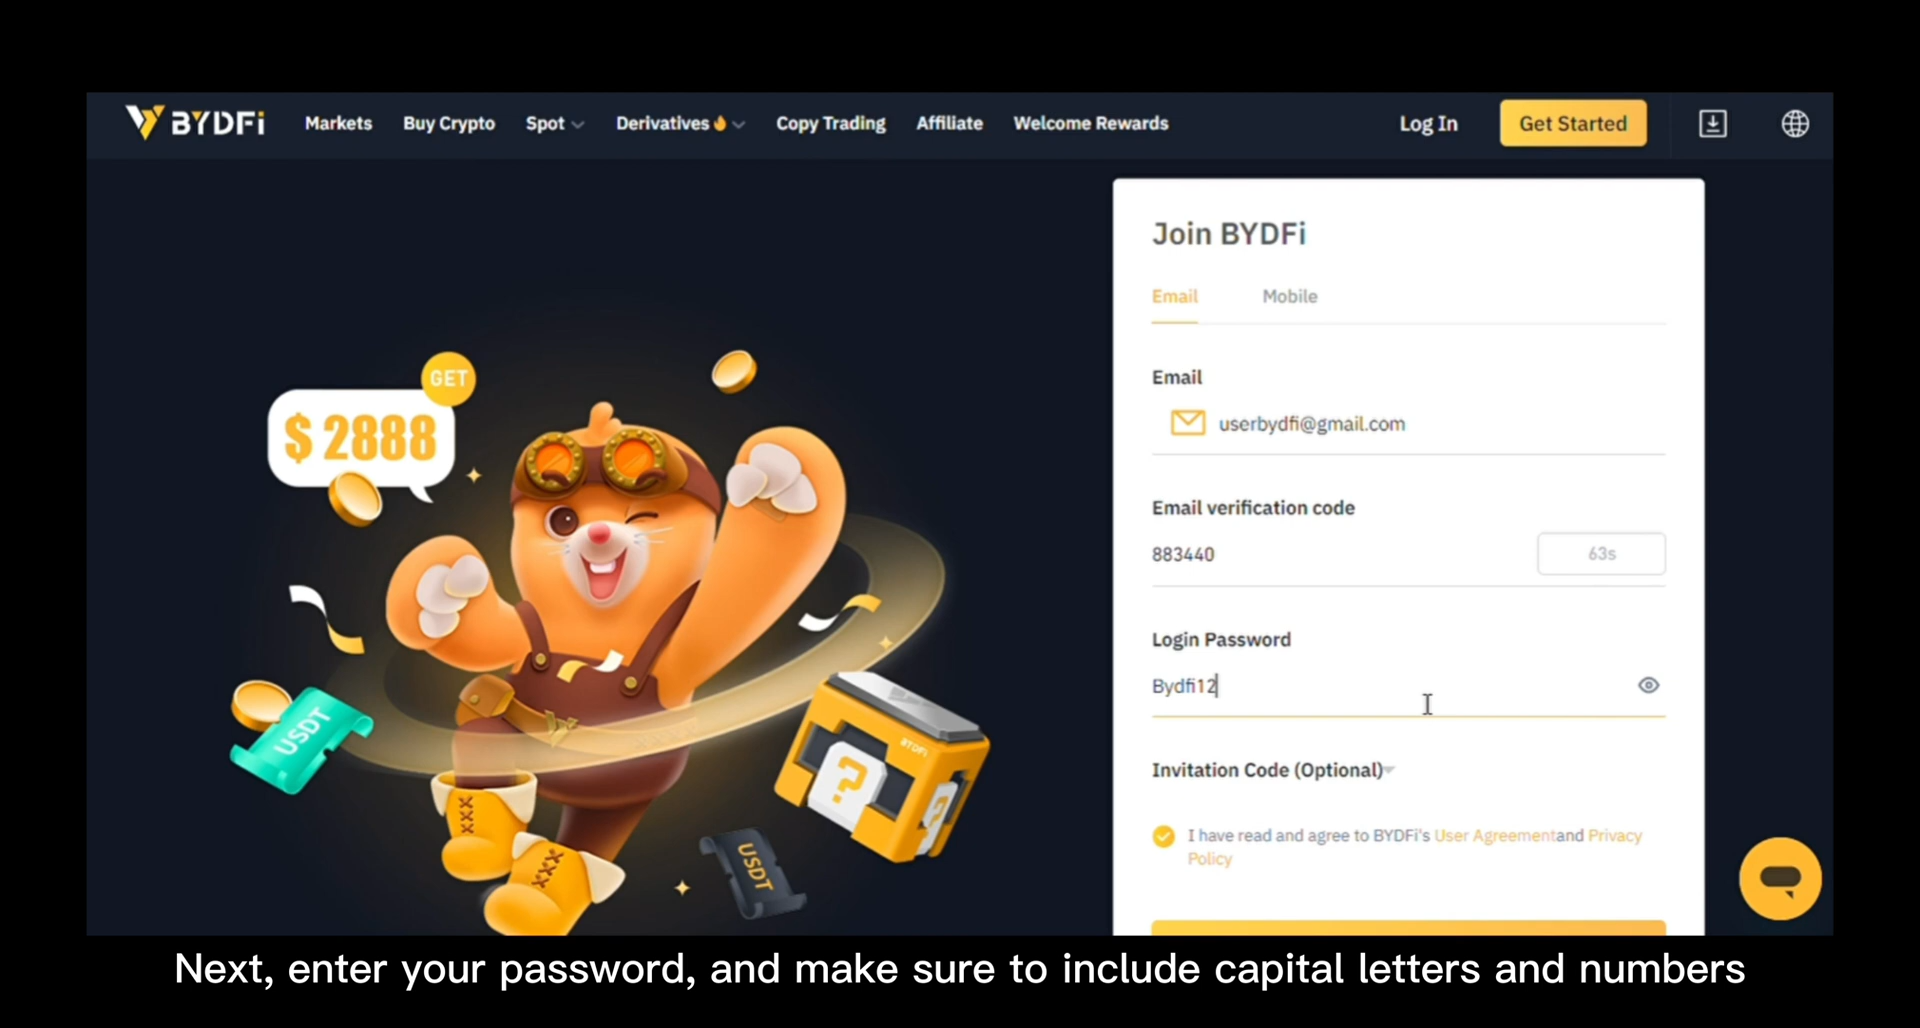 BYDFi Markets Buy Crypto Spot Derivatives Copy Trading Affiliate Welcome Rewards Log In Get Started
Join BYDFi
Email Mobile
GET
$ 2888
Email
userbydfi@gmail.com
Email verification code
883440 63s
Login Password
Bydfi12
USDT
BYDFi
?
?
Invitation Code (Optional)
I have read and agree to BYDFi's User Agreementand Privacy
Policy
USDT
Next, enter your password, and make sure to include capital letters and numbers